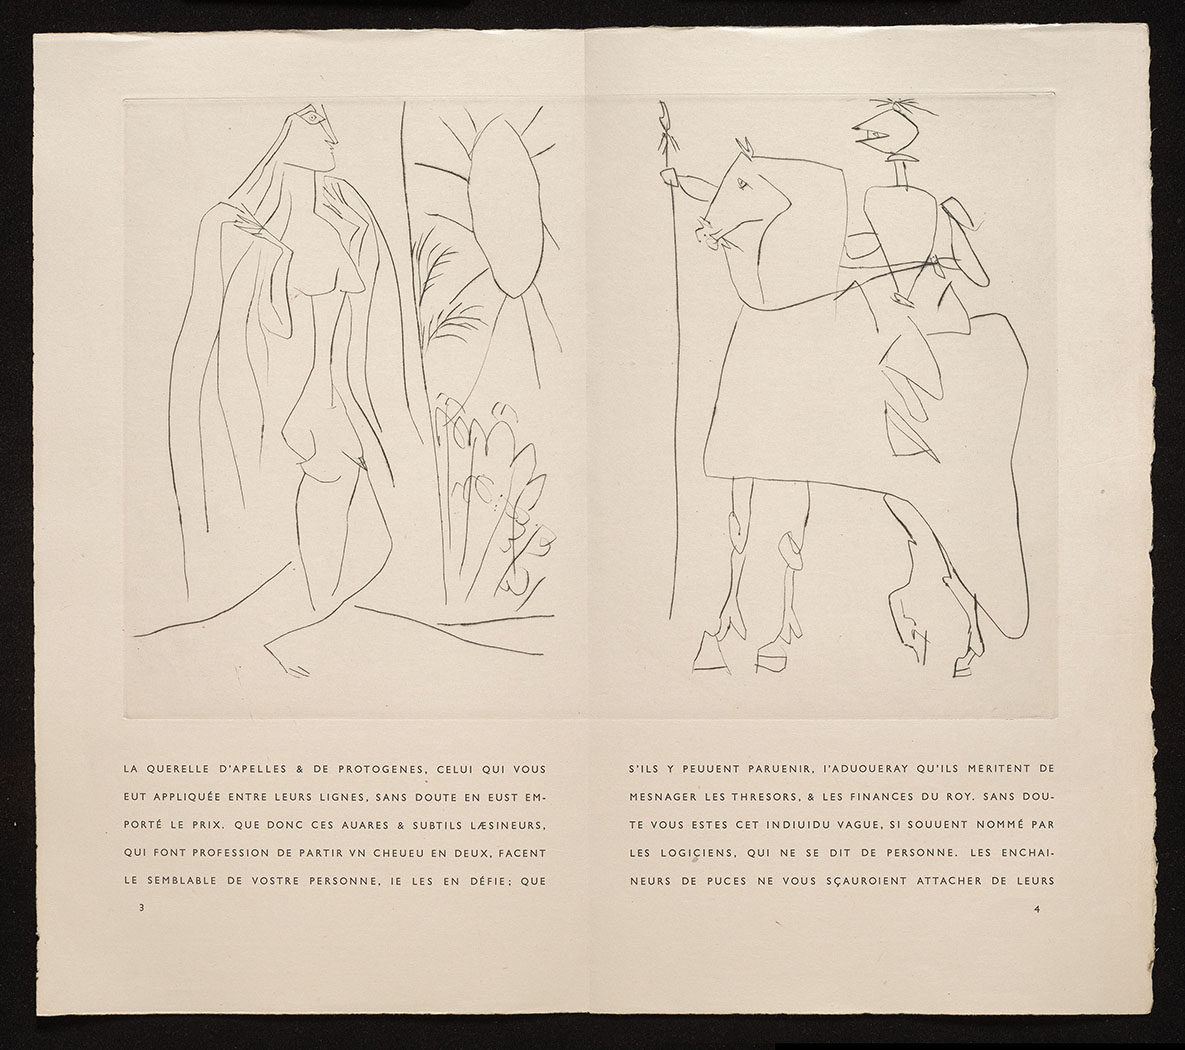 LA QUERELLE D'APELLES & DE PROTOGENES, CELUI QUI VOUS
EUT APPLIQUÉE ENTRE LEURS LIGNES, SANS DOUTE EN EUST EM-
PORTÉ LE PRIX. QUE DONC CES AUARES & SUBTILS LÆSINEURS,
QUI FONT PROFESSION DE PARTIR VN CHEUEU EN DEUX, FACENT
LE SEMBLABLE DE VOSTRE PERSONNE, IE LES EN DÉFIE; QUE
3
S'ILS Y PEUUENT PARUENIR, I'ADUOUERAY QU'ILS MERITENT DE
MESNAGER LES THRESORS, & LES FINANCES DU ROY. SANS DOU-
TE VOUS ESTES CET INDIUIDU VAGUE, SI SOUUENT NOMMÉ PAR
LES LOGICIENS, QUI NE SE DIT DE PERSONNE. LES ENCHAI-
NEURS DE PUCES NE VOUS SÇAUROIENT ATTACHER DE LEURS
4